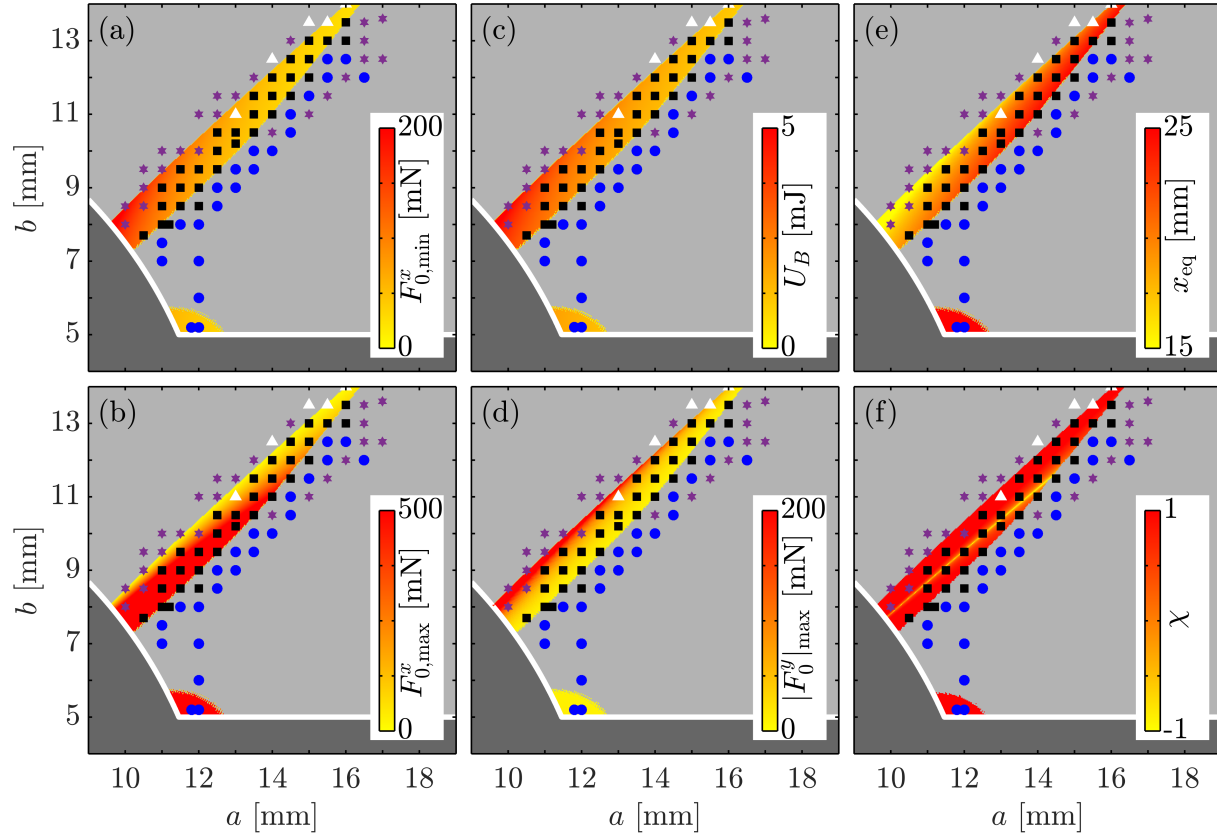 (a)
13
11
9
7
5
b [mm]
200
0
F^x_{0,min} [mN]
(c)
5
0
U_B [mJ]
(e)
25
15
x_eq [mm]
(b)
13
11
9
7
5
b [mm]
500
0
F^x_{0,max} [mN]
(d)
200
0
|F^y_0|_max [mN]
(f)
1
-1
χ
10 12 14 16
a [mm]
10 12 14 16
a [mm]
10 12 14 16 18
a [mm]